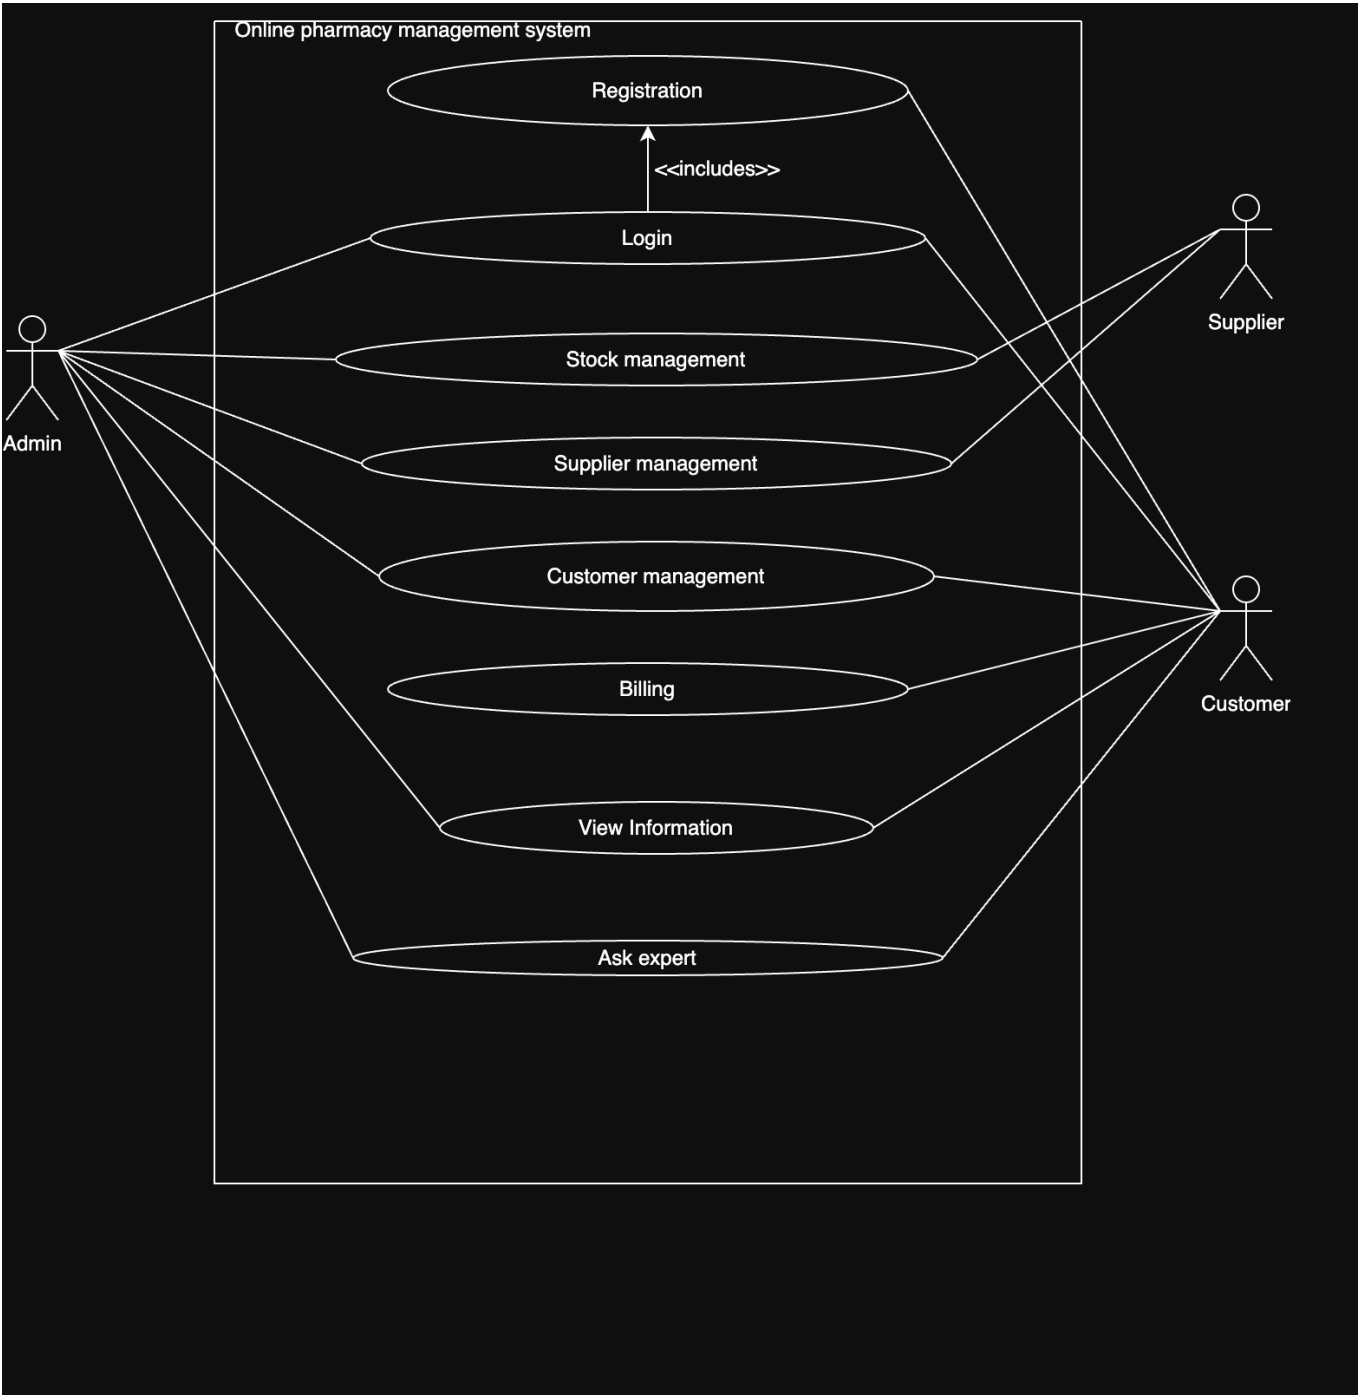 Online pharmacy management system
Registration
<<includes>>
Login
Supplier
Stock management
Admin
Supplier management
Customer management
Billing
Customer
View Information
Ask expert